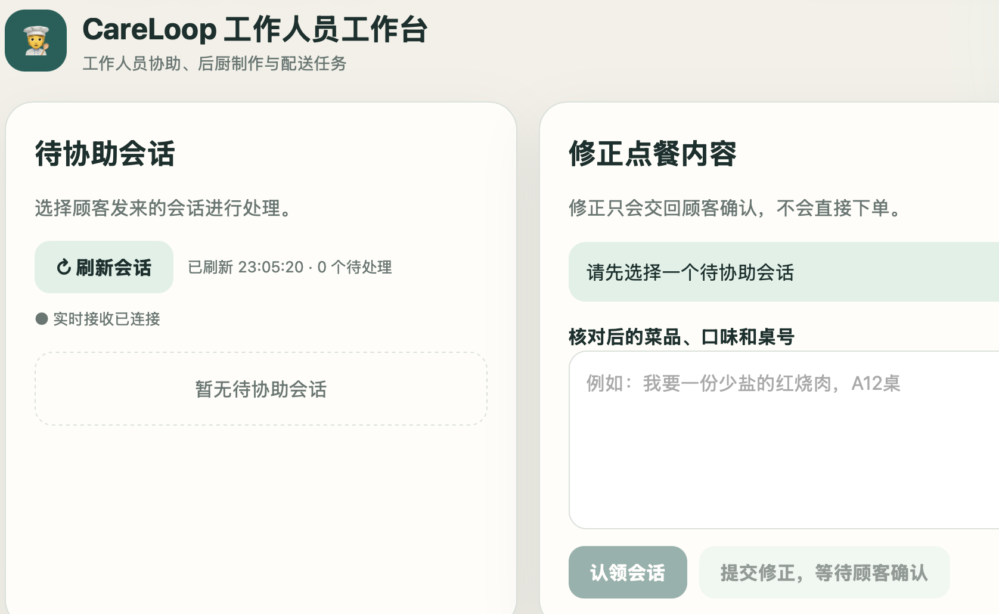 CareLoop 工作人员工作台
工作人员协助、后厨制作与配送任务
待协助会话
选择顾客发来的会话进行处理。
↻ 刷新会话
已刷新 23:05:20 · 0 个待处理
实时接收已连接
暂无待协助会话
修正点餐内容
修正只会交回顾客确认，不会直接下单。
请先选择一个待协助会话
核对后的菜品、口味和桌号
例如：我要一份少盐的红烧肉，A12桌
认领会话
提交修正，等待顾客确认